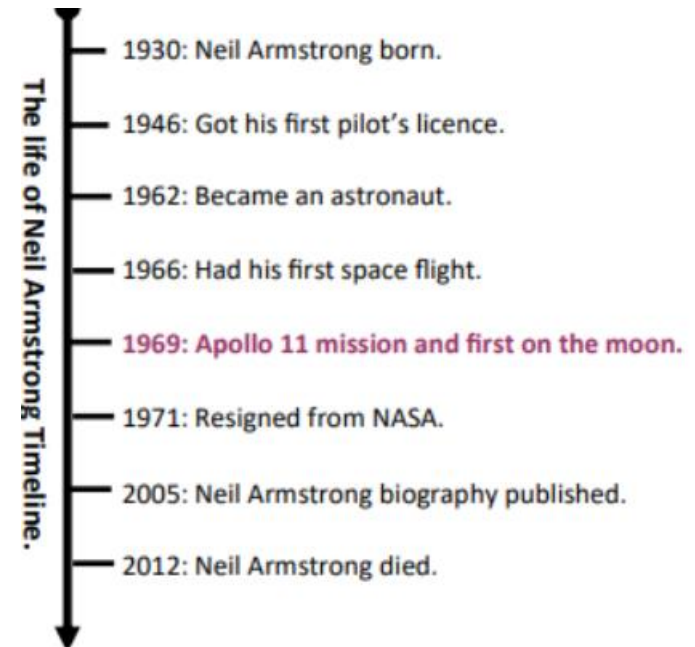 The life of Neil Armstrong Timeline.
1930: Neil Armstrong born.
1946: Got his first pilot’s licence.
1962: Became an astronaut.
1966: Had his first space flight.
1969: Apollo 11 mission and first on the moon.
1971: Resigned from NASA.
2005: Neil Armstrong biography published.
2012: Neil Armstrong died.